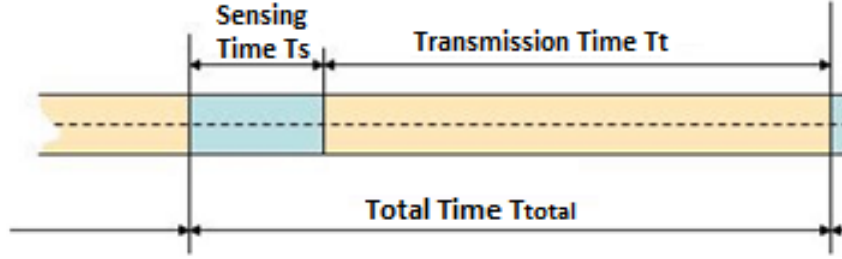 Sensing
Time Ts
Transmission Time Tt
Total Time Ttotal